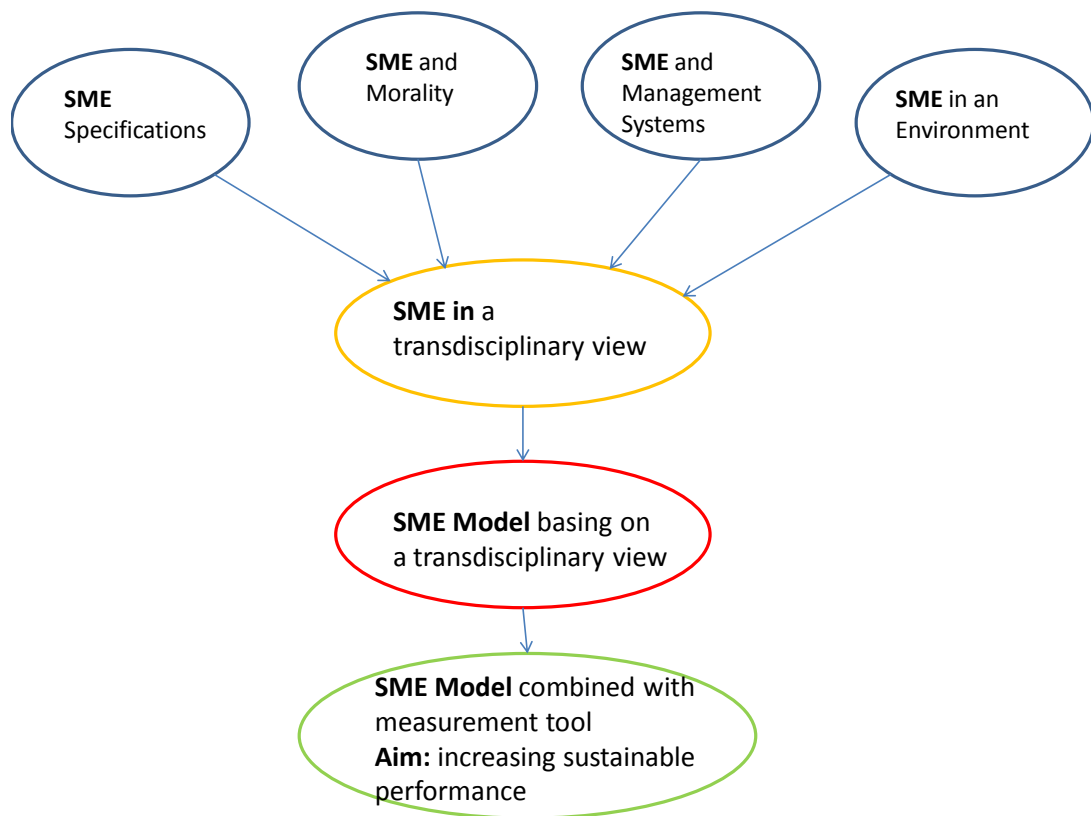 SME
Specifications
SME and
Morality
SME and
Management
Systems
SME in an
Environment
SME in a
transdisciplinary view
SME Model basing on
a transdisciplinary view
SME Model combined with
measurement tool
Aim: increasing sustainable
performance